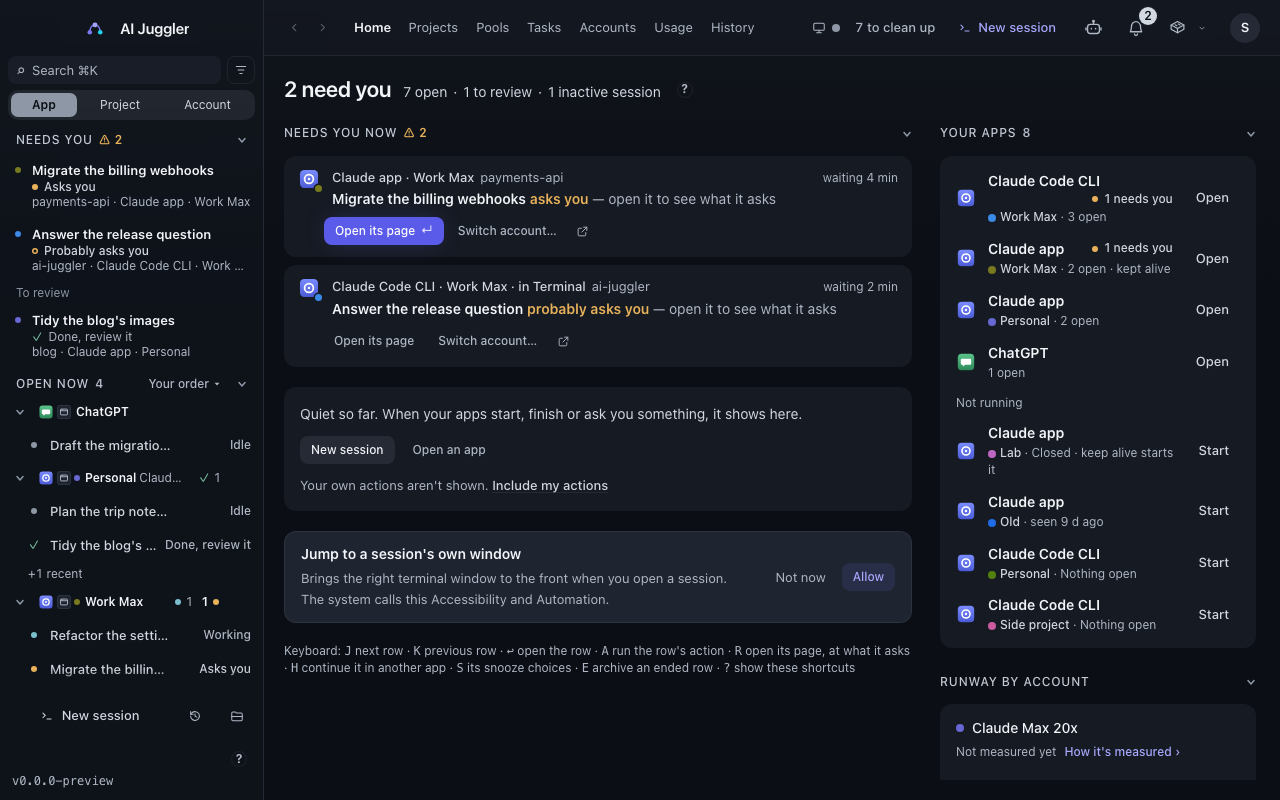 AI Juggler
Search ⌘K
App
Project
Account
NEEDS YOU 2
Migrate the billing webhooks
Asks you
payments-api · Claude app · Work Max
Answer the release question
Probably asks you
ai-juggler · Claude Code CLI · Work ...
To review
Tidy the blog's images
Done, review it
blog · Claude app · Personal
OPEN NOW 4
Your order
ChatGPT
Draft the migratio... Idle
Personal Claud... 1
Plan the trip note... Idle
Tidy the blog's ... Done, review it
+1 recent
Work Max 1 1
Refactor the setti... Working
Migrate the billin... Asks you
New session
?
v0.0.0-preview
Home Projects Pools Tasks Accounts Usage History
7 to clean up
New session
2
S
2 need you 7 open · 1 to review · 1 inactive session ?
NEEDS YOU NOW 2
Claude app · Work Max payments-api waiting 4 min
Migrate the billing webhooks asks you — open it to see what it asks
Open its page ↵ Switch account...
Claude Code CLI · Work Max · in Terminal ai-juggler waiting 2 min
Answer the release question probably asks you — open it to see what it asks
Open its page Switch account...
Quiet so far. When your apps start, finish or ask you something, it shows here.
New session Open an app
Your own actions aren't shown. Include my actions
Jump to a session's own window
Brings the right terminal window to the front when you open a session.
The system calls this Accessibility and Automation.
Not now Allow
Keyboard: J next row · K previous row · ↩ open the row · A run the row's action · R open its page, at what it asks
· H continue it in another app · S its snooze choices · E archive an ended row · ? show these shortcuts
YOUR APPS 8
Claude Code CLI
1 needs you
Work Max · 3 open
Open
Claude app 1 needs you
Work Max · 2 open · kept alive
Open
Claude app
Personal · 2 open
Open
ChatGPT
1 open
Open
Not running
Claude app
Lab · Closed · keep alive starts
it
Start
Claude app
Old · seen 9 d ago
Start
Claude Code CLI
Personal · Nothing open
Start
Claude Code CLI
Side project · Nothing open
Start
RUNWAY BY ACCOUNT
Claude Max 20x
Not measured yet How it's measured ›